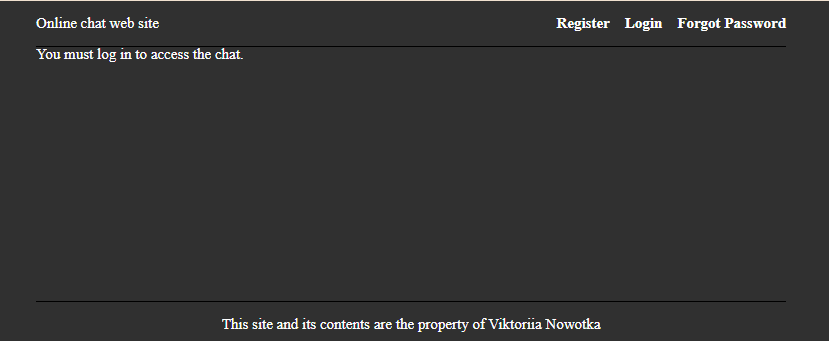 Online chat web site Register Login Forgot Password
You must log in to access the chat.
This site and its contents are the property of Viktoriia Nowotka